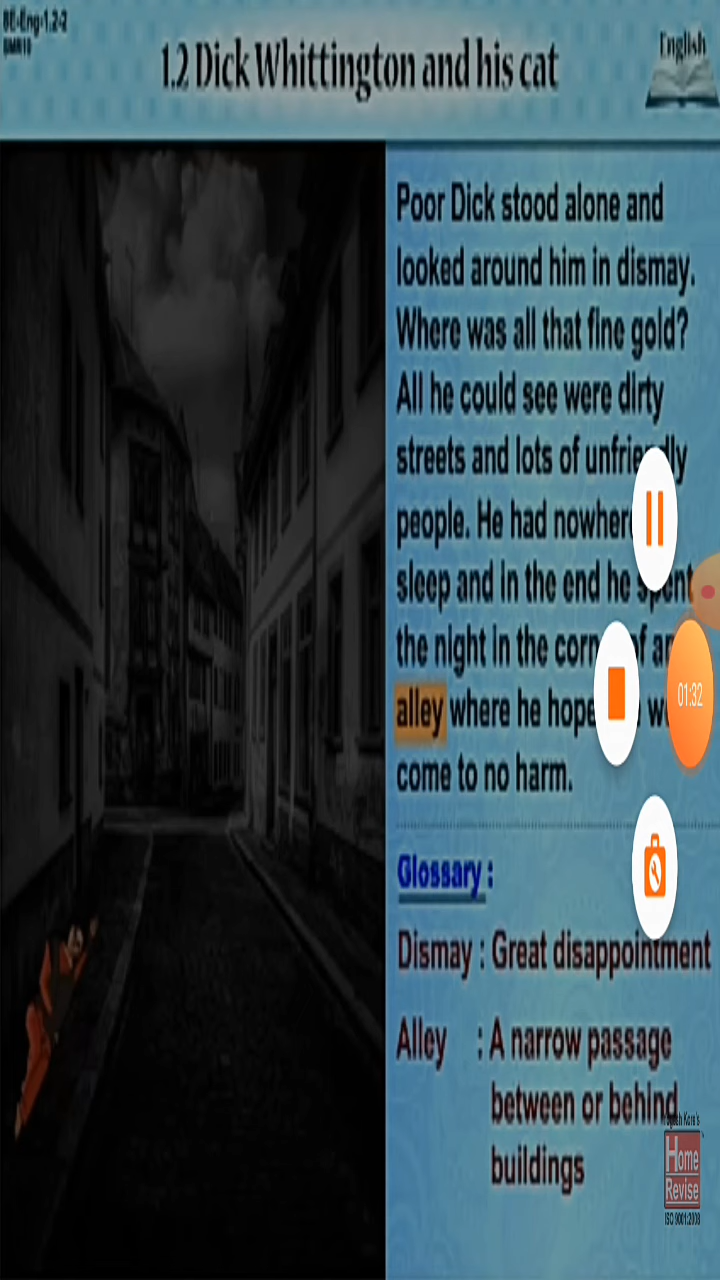 8E-Eng-1.2-2
1.2 Dick Whittington and his cat
English
Poor Dick stood alone and
looked around him in dismay.
Where was all that fine gold?
All he could see were dirty
streets and lots of unfriendly
people. He had nowher
sleep and in the end he spent
the night in the corn of a
alley where he hope w
come to no harm.
Glossary :
Dismay : Great disappointment
Alley : A narrow passage
between or behind
buildings
01:32
Home
Revise
ISO 9001:2008